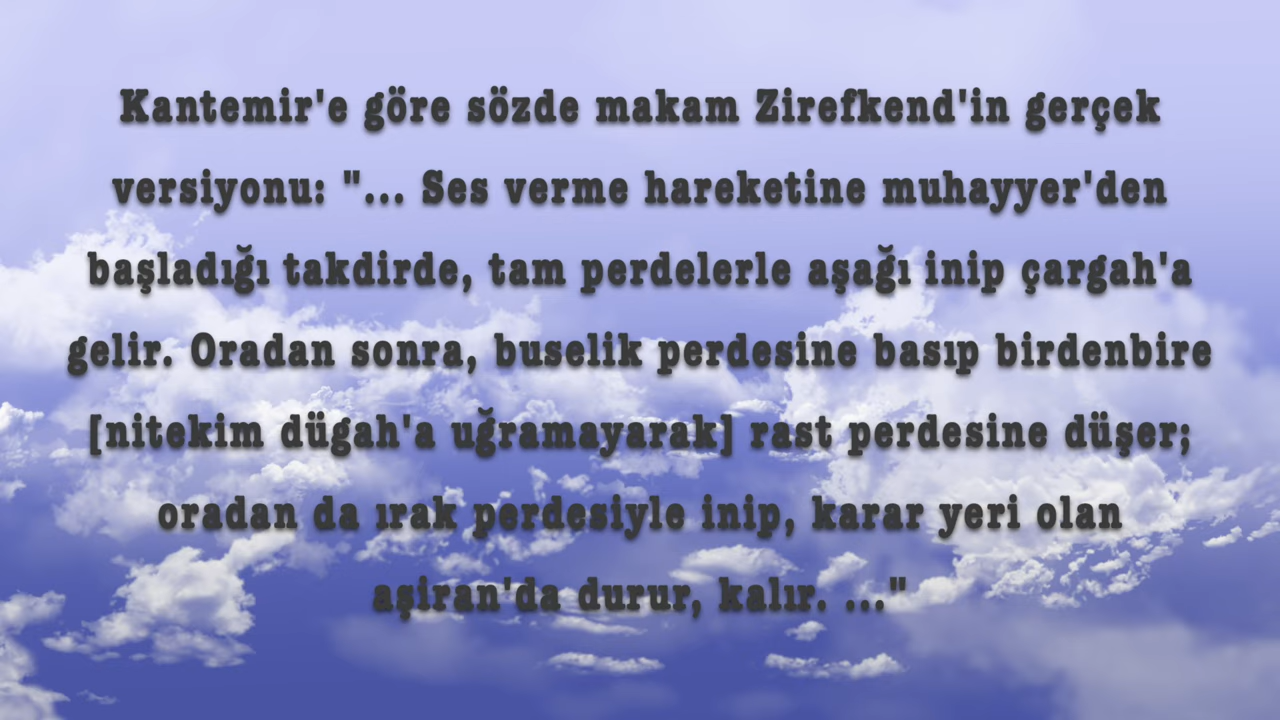 Kantemir'e göre sözde makam Zirefkend'in gerçek
versiyonu: "... Ses verme hareketine muhayyer'den
başladığı takdirde, tam perdelerle aşağı inip çargah'a
gelir. Oradan sonra, buselik perdesine basıp birdenbire
[nitekim dügah'a uğramayarak] rast perdesine düşer;
oradan da ırak perdesiyle inip, karar yeri olan
aşiran'da durur, kalır. ..."